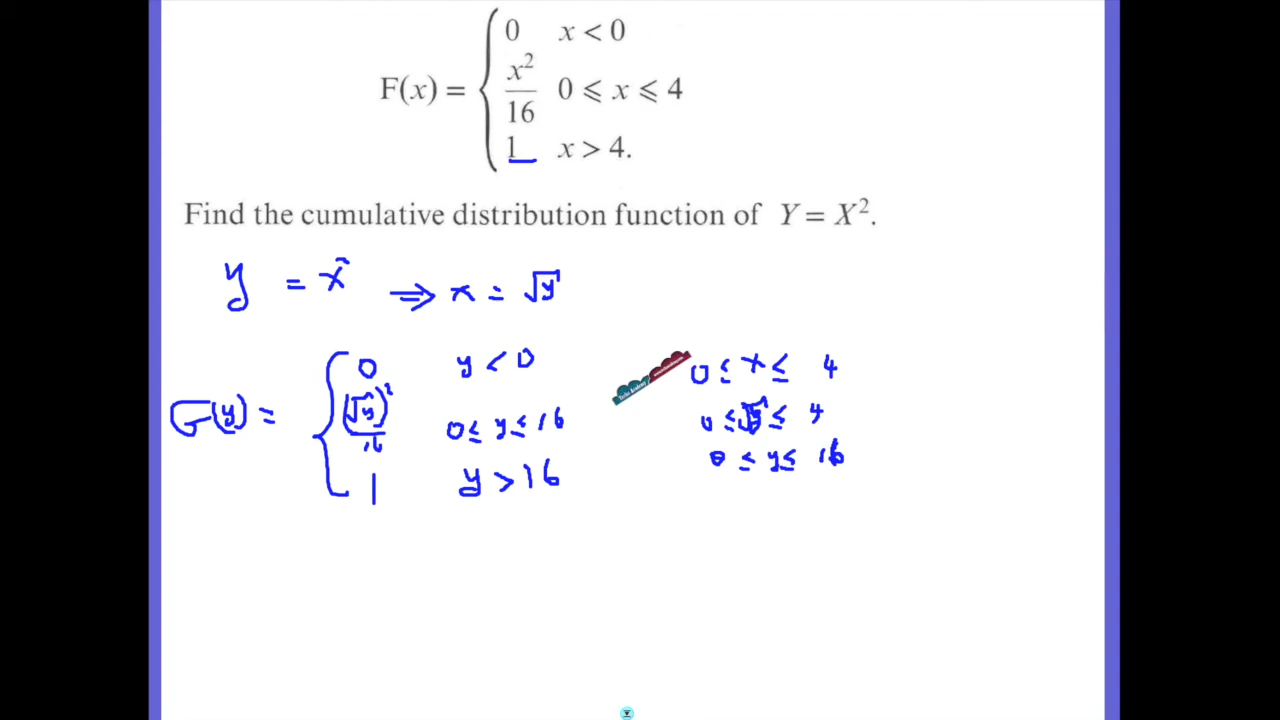 F(x) = { 0 x < 0
x²/16 0 ⩽ x ⩽ 4
1 x > 4.
Find the cumulative distribution function of Y = X².
y = x² ⇒ x = √y
G(y) = { 0 y < 0
(√y)²/16 0 ≤ y ≤ 16
1 y > 16
0 ≤ x ≤ 4
0 ≤ √y ≤ 4
0 ≤ y ≤ 16